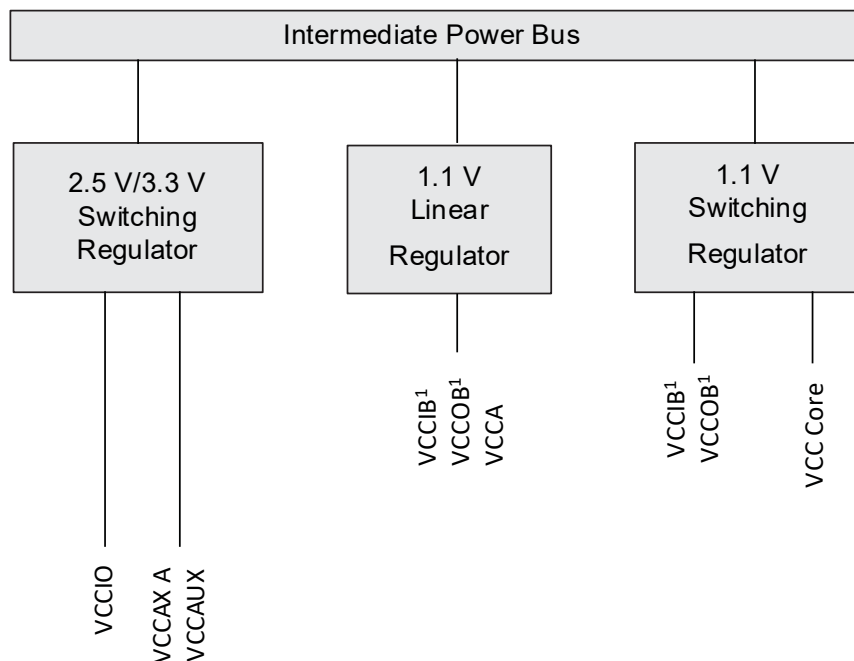 Intermediate Power Bus
2.5 V/3.3 V
Switching
Regulator
1.1 V
Linear
Regulator
1.1 V
Switching
Regulator
VCCIO
VCCAX A
VCCAUX
VCCIB¹
VCCOB¹
VCCA
VCCIB¹
VCCOB¹
VCC Core